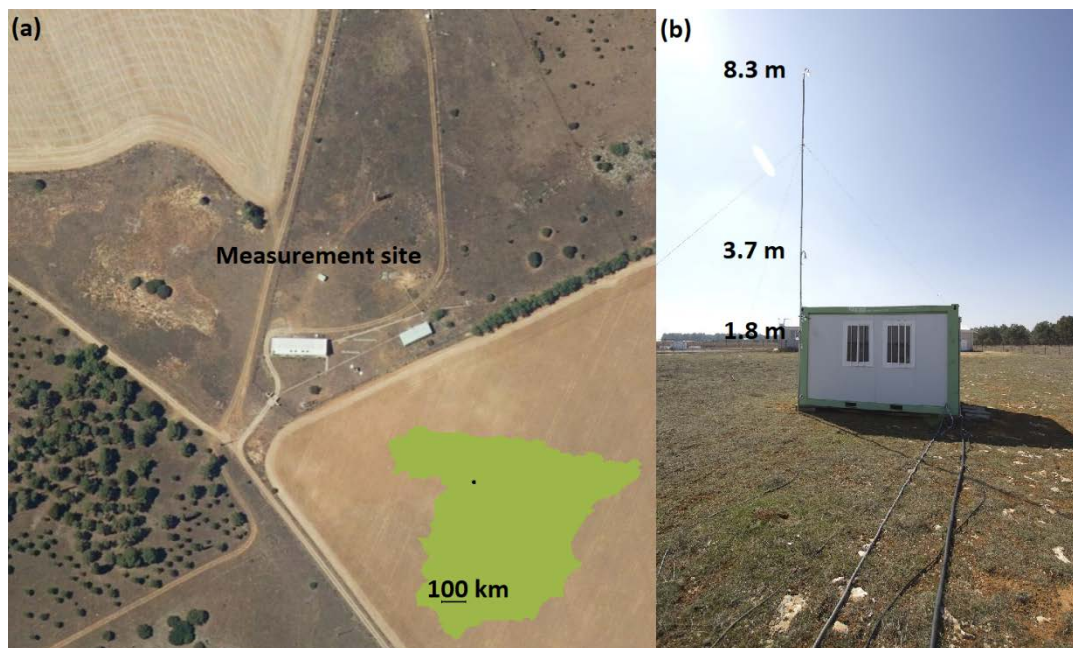 (a)
Measurement site
100 km
(b)
8.3 m
3.7 m
1.8 m